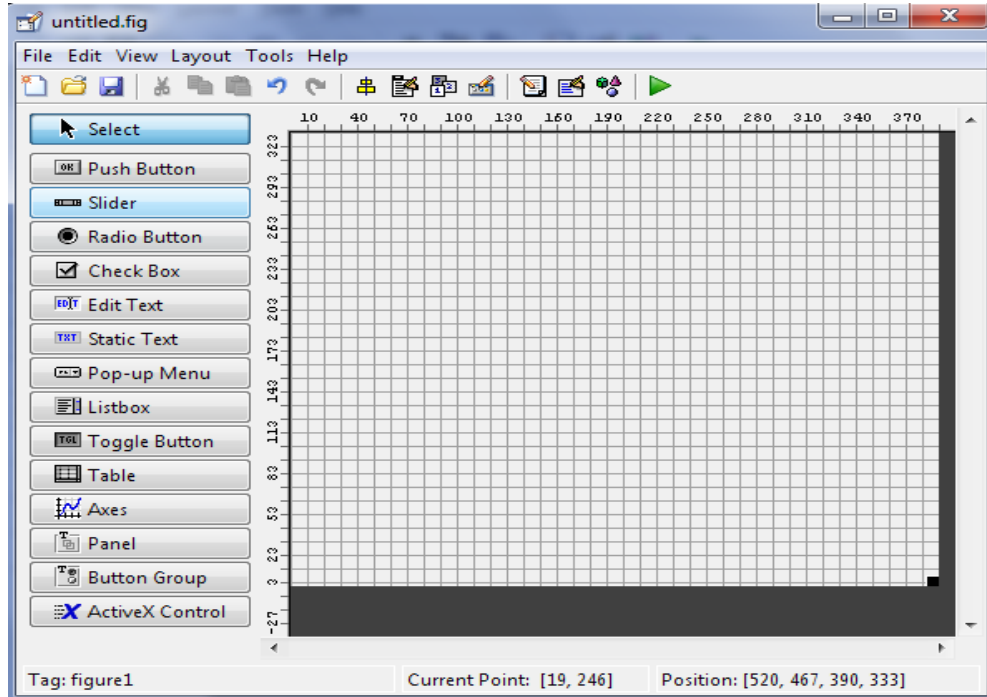 untitled.fig
File Edit View Layout Tools Help
Select
Push Button
Slider
Radio Button
Check Box
Edit Text
Static Text
Pop-up Menu
Listbox
Toggle Button
Table
Axes
Panel
Button Group
ActiveX Control
10 40 70 100 130 160 190 220 250 280 310 340 370
323
293
263
233
203
173
143
113
83
53
23
-27
Tag: figure1 Current Point: [19, 246] Position: [520, 467, 390, 333]